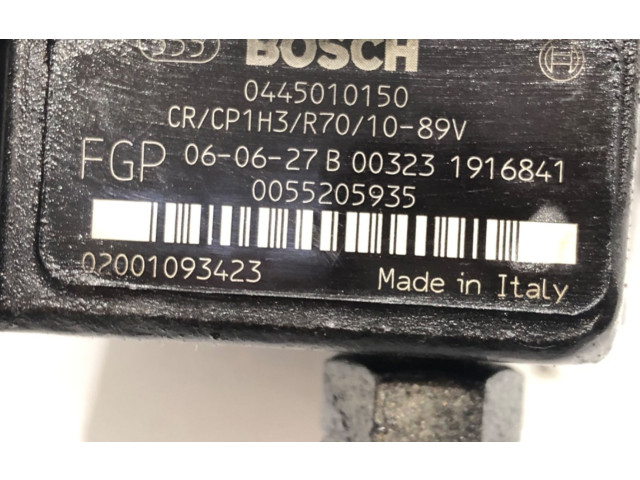 BOSCH
0445010150
CR/CP1H3/R70/10-89V
FGP 06-06-27 B 00323 1916841
0055205935
02001093423 Made in Italy